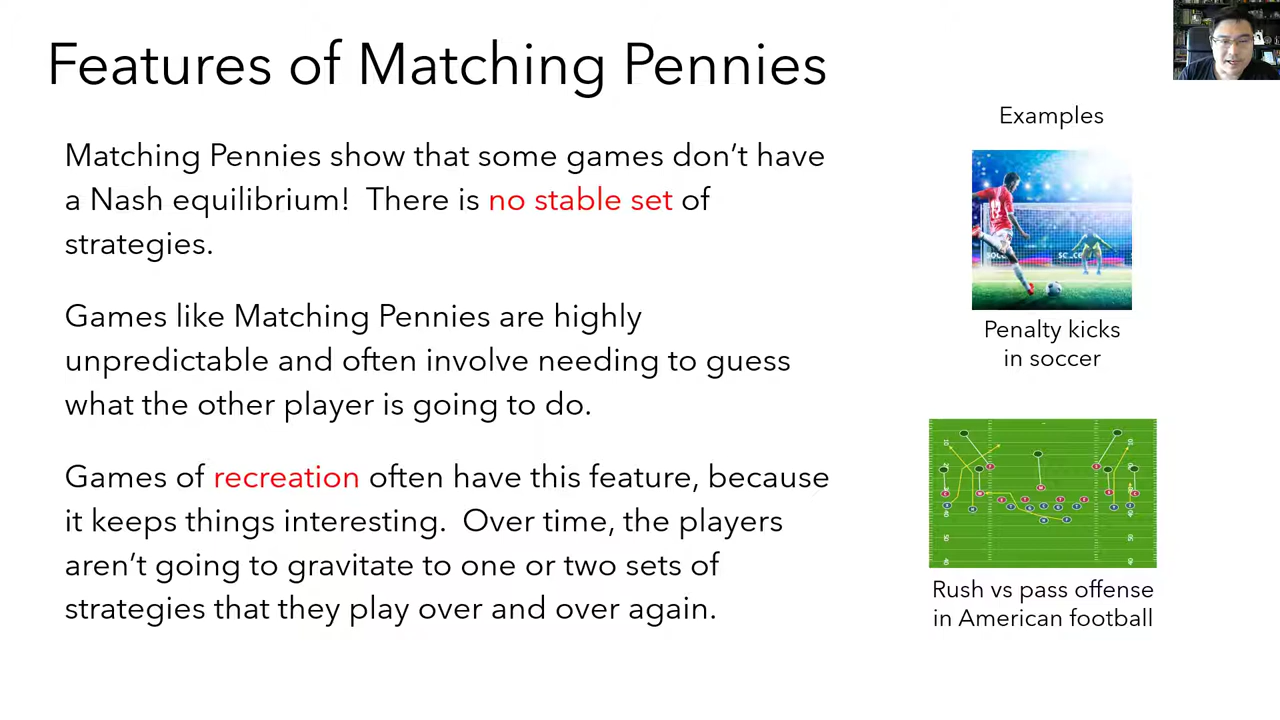 Features of Matching Pennies
Matching Pennies show that some games don't have
a Nash equilibrium!  There is no stable set of
strategies.
Games like Matching Pennies are highly
unpredictable and often involve needing to guess
what the other player is going to do.
Games of recreation often have this feature, because
it keeps things interesting.  Over time, the players
aren't going to gravitate to one or two sets of
strategies that they play over and over again.
Examples
Penalty kicks
in soccer
Rush vs pass offense
in American football